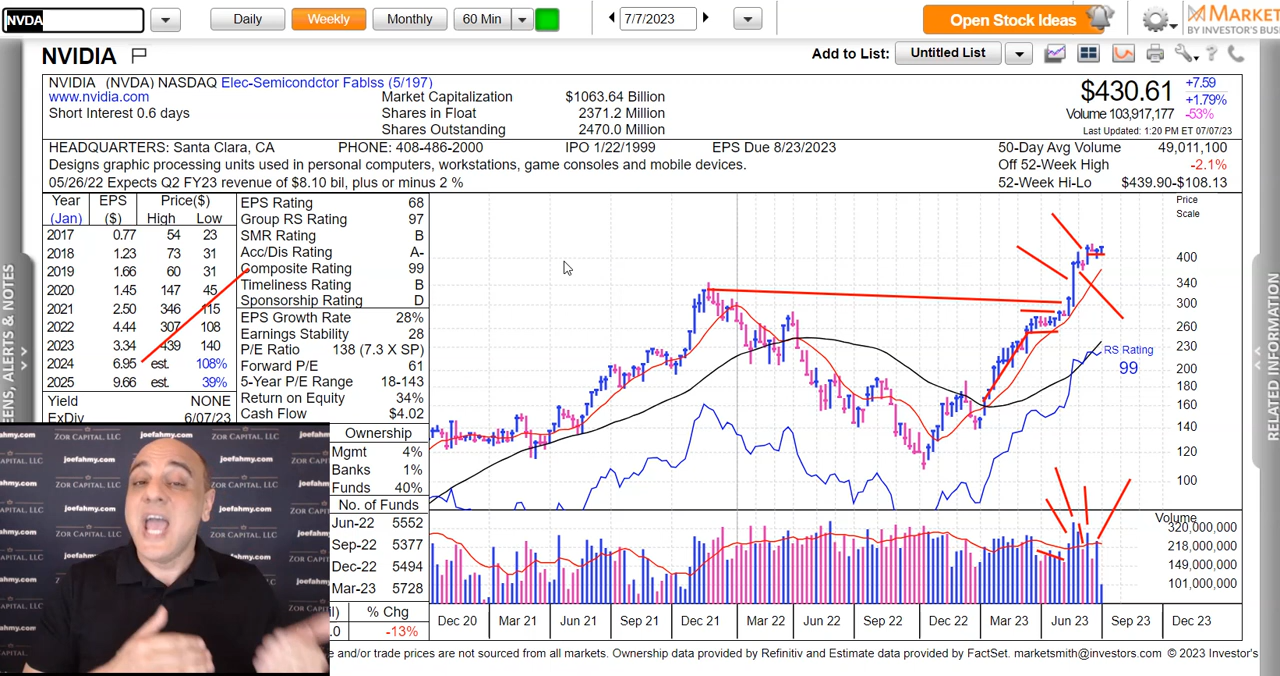 NVDA Daily Weekly Monthly 60 Min 7/7/2023 Open Stock Ideas MARKET
BY INVESTOR'S BUS
NVIDIA Add to List: Untitled List
NVIDIA (NVDA) NASDAQ Elec-Semicondctor Fablss (5/197) $430.61 +7.59
www.nvidia.com Market Capitalization $1063.64 Billion +1.79%
Short Interest 0.6 days Shares in Float 2371.2 Million Volume 103,917,177 -53%
Shares Outstanding 2470.0 Million Last Updated: 1:20 PM ET 07/07/23
HEADQUARTERS: Santa Clara, CA PHONE: 408-486-2000 IPO 1/22/1999 EPS Due 8/23/2023 50-Day Avg Volume 49,011,100
Designs graphic processing units used in personal computers, workstations, game consoles and mobile devices. Off 52-Week High -2.1%
05/26/22 Expects Q2 FY23 revenue of $8.10 bil, plus or minus 2 % 52-Week Hi-Lo $439.90-$108.13
Year EPS Price($)
(Jan) ($) High Low
2017 0.77 54 23
2018 1.23 73 31
2019 1.66 60 31
2020 1.45 147 45
2021 2.50 346 115
2022 4.44 307 108
2023 3.34 439 140
2024 6.95 est. 108%
2025 9.66 est. 39%
Yield NONE
ExDiv 6/07/23
EPS Rating 68
Group RS Rating 97
SMR Rating B
Acc/Dis Rating A-
Composite Rating 99
Timeliness Rating B
Sponsorship Rating D
EPS Growth Rate 28%
Earnings Stability 28
P/E Ratio 138 (7.3 X SP)
Forward P/E 61
5-Year P/E Range 18-143
Return on Equity 34%
Cash Flow $4.02
Ownership
Mgmt 4%
Banks 1%
Funds 40%
No. of Funds
Jun-22 5552
Sep-22 5377
Dec-22 5494
Mar-23 5728
% Chg
-13%
Price
Scale
400
340
300
260
230
200
180
160
140
120
100
RS Rating
99
Volume
320,000,000
218,000,000
149,000,000
101,000,000
Dec 20 Mar 21 Jun 21 Sep 21 Dec 21 Mar 22 Jun 22 Sep 22 Dec 22 Mar 23 Jun 23 Sep 23 Dec 23
e and/or trade prices are not sourced from all markets. Ownership data provided by Refinitiv and Estimate data provided by FactSet. marketsmith@investors.com © 2023 Investor's
EENS, ALERTS & NOTES
RELATED INFORMATION
ZOR CAPITAL, LLC
joefahmy.com